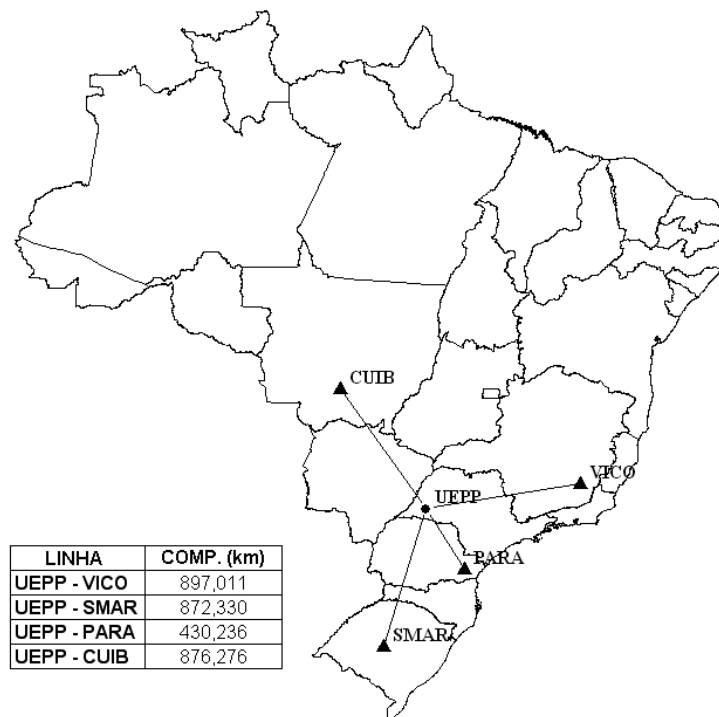 CUIB
VICO
UEPP
PARA
SMAR
LINHA COMP. (km)
UEPP - VICO 897,011
UEPP - SMAR 872,330
UEPP - PARA 430,236
UEPP - CUIB 876,276